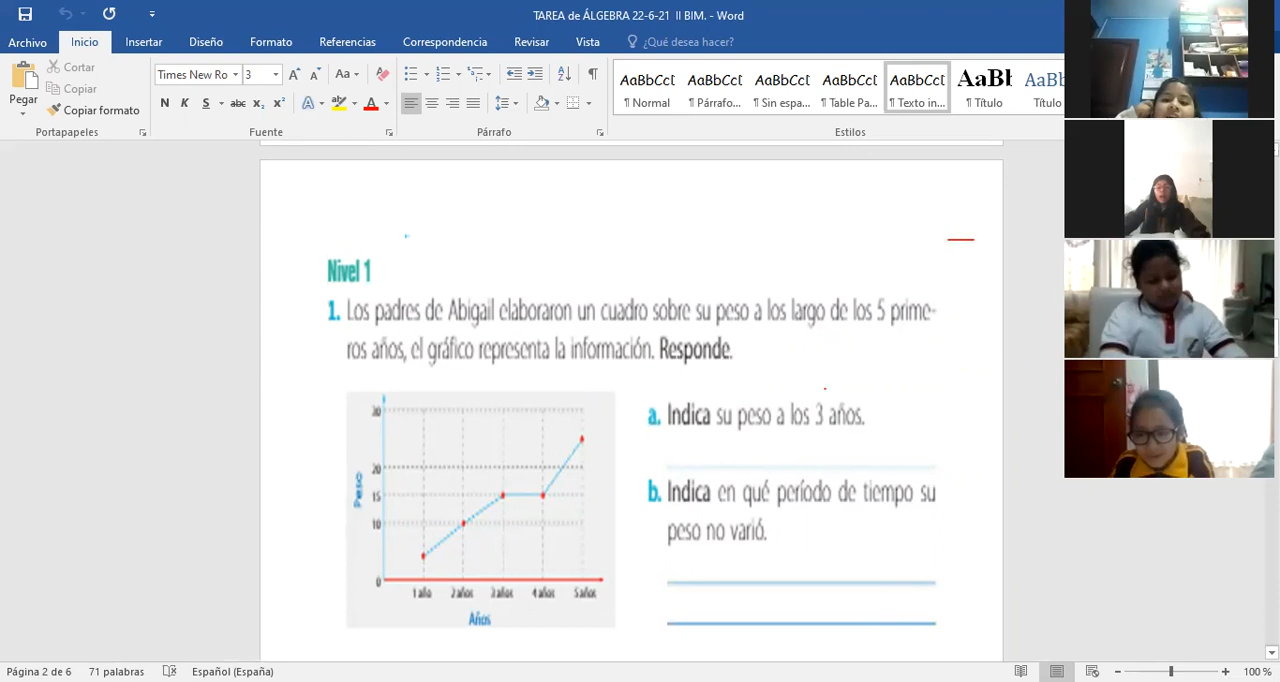 TAREA de ÁLGEBRA 22-6-21 II BIM. - Word
Archivo Inicio Insertar Diseño Formato Referencias Correspondencia Revisar Vista ¿Qué desea hacer?
Pegar
Cortar
Copiar
Copiar formato
Times New Ro 3
Aa
N K S abc x₂ x² A A
AaBbCcI AaBbCcI AaBbCcI AaBbCcI AaBbCcI AaBb AaBb
¶ Normal ¶ Párrafo... ¶ Sin espa... ¶ Table Pa... ¶ Texto in... ¶ Título Título
Portapapeles Fuente Párrafo Estilos
Nivel 1
1. Los padres de Abigail elaboraron un cuadro sobre su peso a los largo de los 5 prime-
ros años, el gráfico representa la información. Responde.
Peso
30
20
15
10
0
1 año 2 años 3 años 4 años 5 años
Años
a. Indica su peso a los 3 años.
b. Indica en qué período de tiempo su
peso no varió.
Página 2 de 6 71 palabras Español (España) 100 %